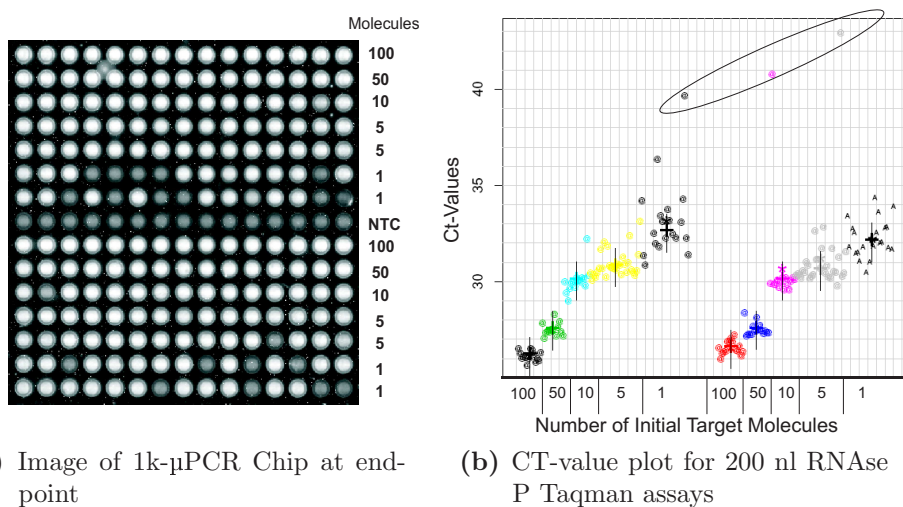 Molecules
100
50
10
5
5
1
1
NTC
100
50
10
5
5
1
1
Ct-Values
40
35
30
100 50 10 5 1 100 50 10 5 1
Number of Initial Target Molecules
) Image of 1k-µPCR Chip at end-
point
(b) CT-value plot for 200 nl RNAse
P Taqman assays